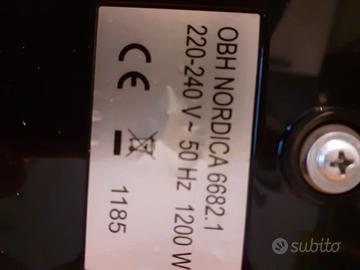 OBH NORDICA 6682.1
220-240 V ~ 50 Hz 1200 W
CE
1185
subito